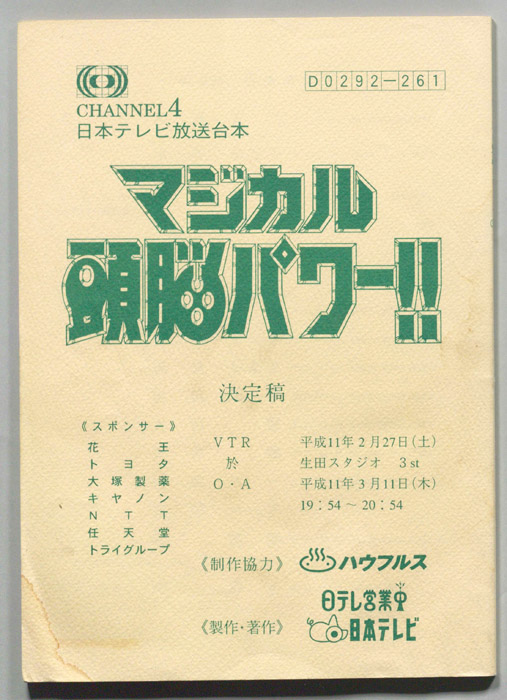 D0292-261
CHANNEL4
日本テレビ放送台本
マジカル
頭脳パワー!!
決定稿
《スポンサー》
花王
トヨタ
大塚製薬
キヤノン
NTT
任天堂
トライグループ
VTR 平成11年2月27日(土)
於 生田スタジオ 3st
O・A 平成11年3月11日(木)
19:54～20:54
《制作協力》 ハウフルス
日テレ営業中
《製作・著作》 日本テレビ